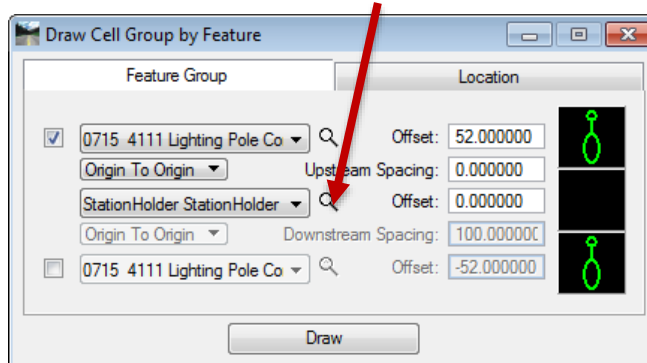 Draw Cell Group by Feature
Feature Group Location
0715 4111 Lighting Pole Co Offset: 52.000000
Origin To Origin Upstream Spacing: 0.000000
StationHolder StationHolder Offset: 0.000000
Origin To Origin Downstream Spacing: 100.000000
0715 4111 Lighting Pole Co Offset: -52.000000
Draw